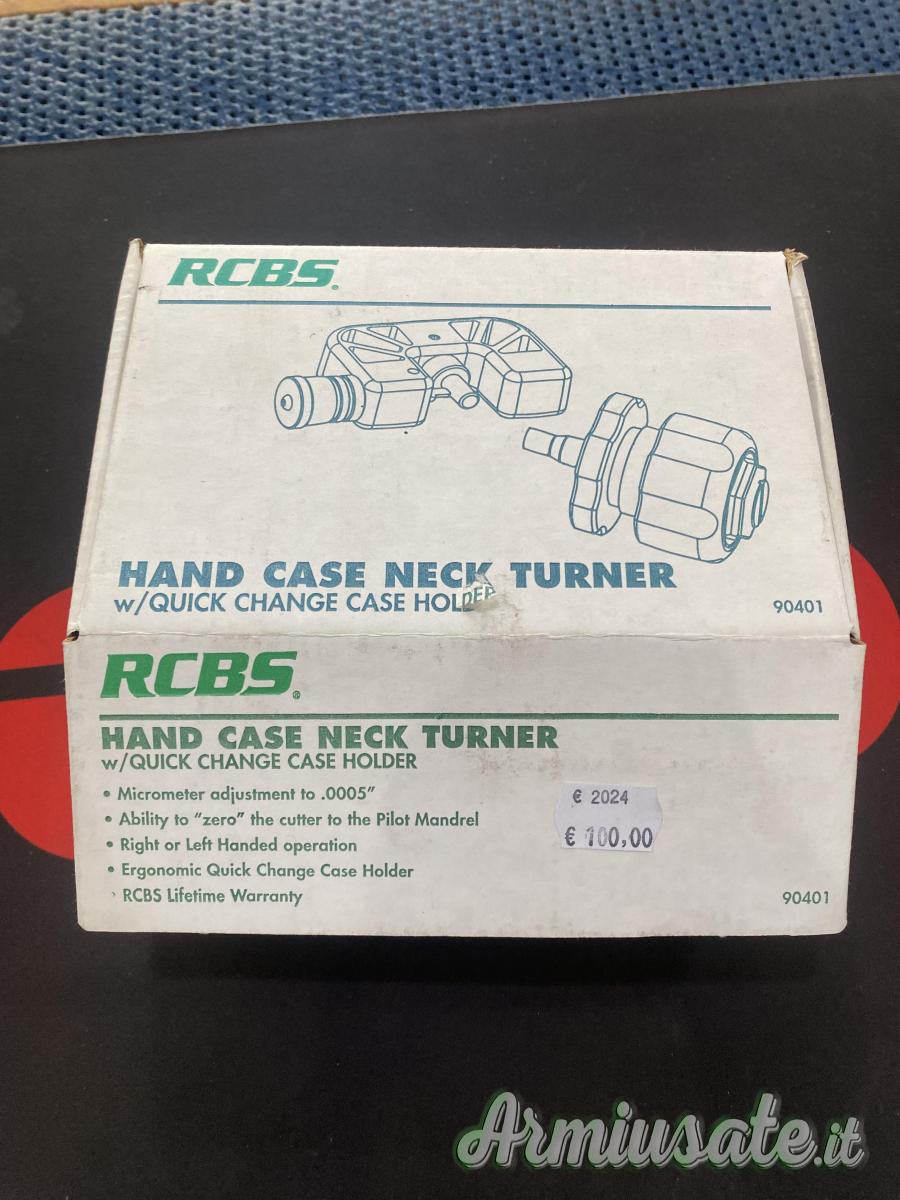 RCBS.
HAND CASE NECK TURNER
w/QUICK CHANGE CASE HOLDER
90401
RCBS®
HAND CASE NECK TURNER
w/QUICK CHANGE CASE HOLDER
• Micrometer adjustment to .0005"
• Ability to "zero" the cutter to the Pilot Mandrel
• Right or Left Handed operation
• Ergonomic Quick Change Case Holder
• RCBS Lifetime Warranty
€ 2024
€ 100,00
90401
Armiusate.it